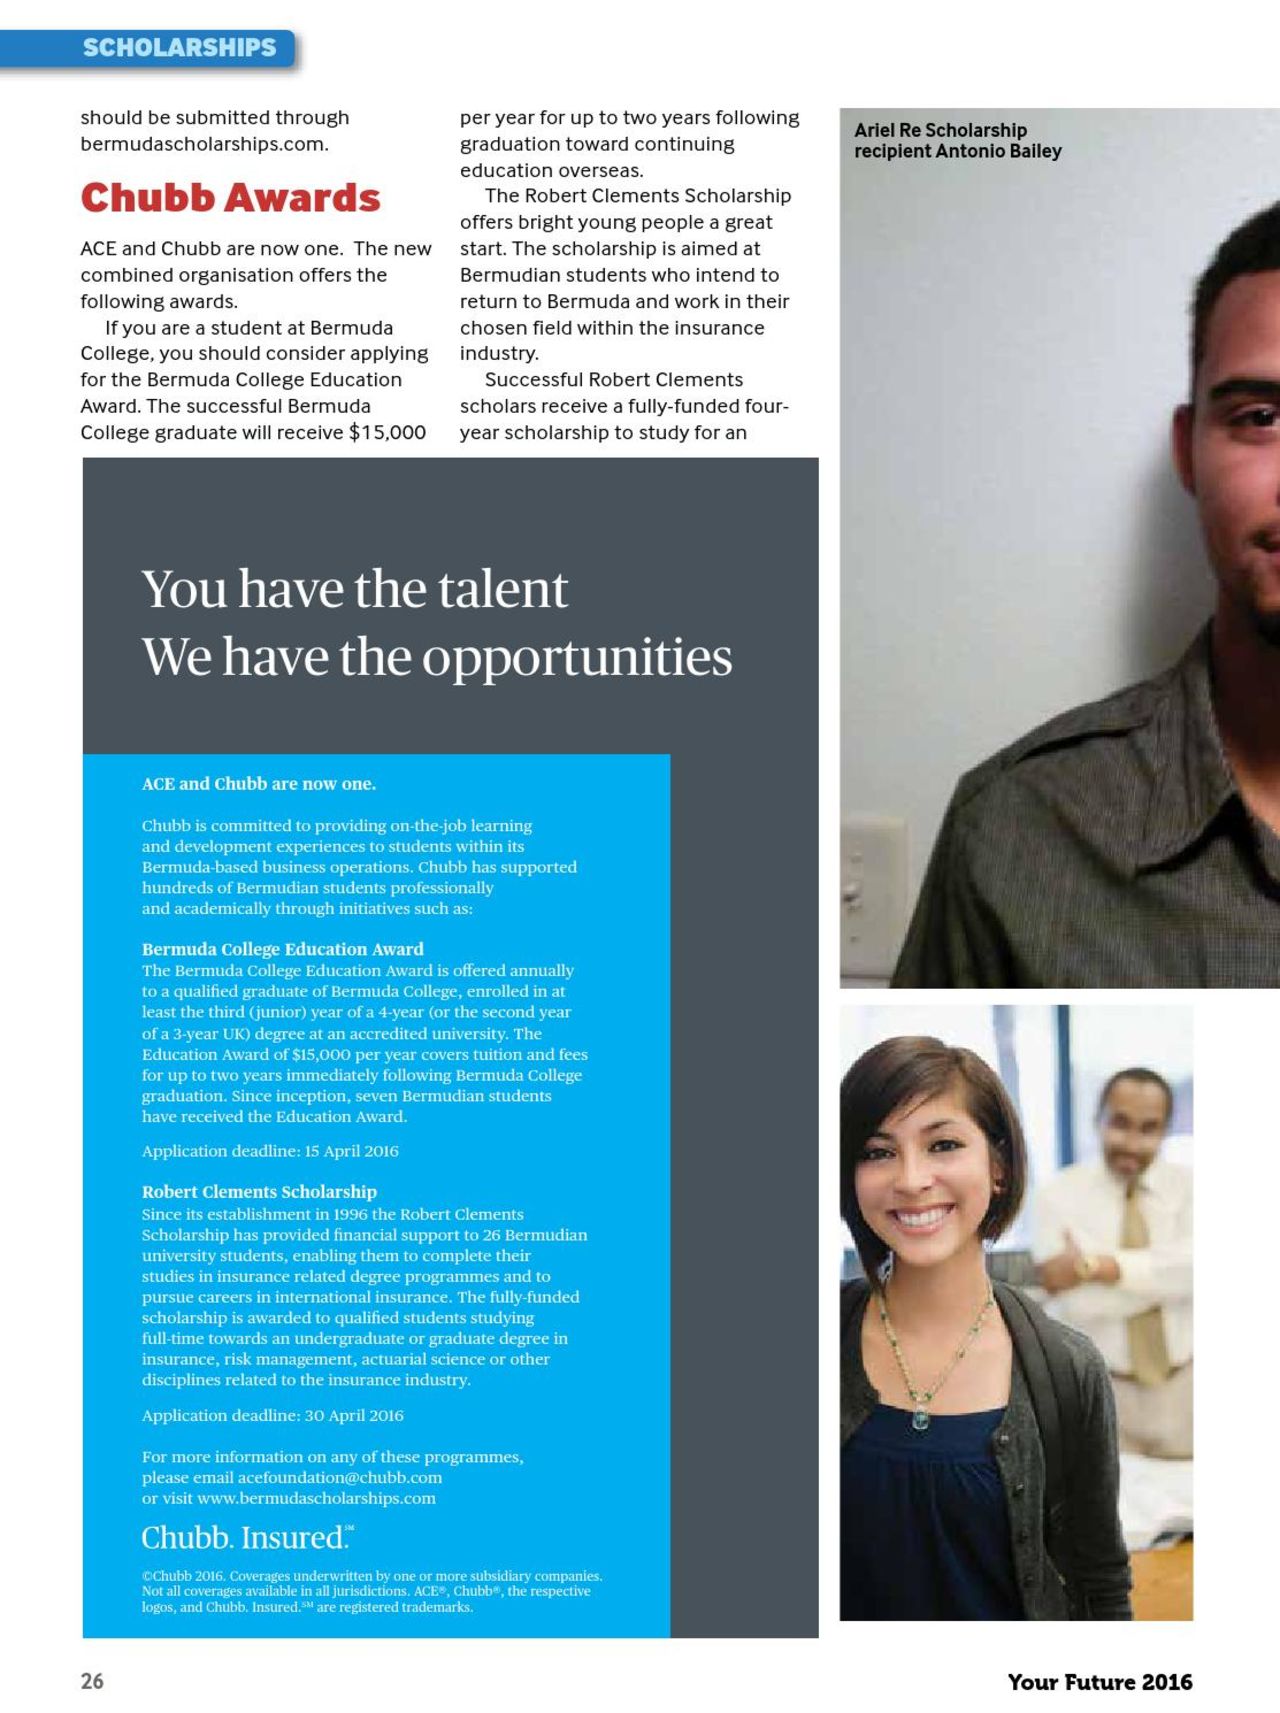 SCHOLARSHIPS
should be submitted through
bermudascholarships.com.
Chubb Awards
ACE and Chubb are now one.  The new
combined organisation offers the
following awards.
If you are a student at Bermuda
College, you should consider applying
for the Bermuda College Education
Award. The successful Bermuda
College graduate will receive $15,000
per year for up to two years following
graduation toward continuing
education overseas.
The Robert Clements Scholarship
offers bright young people a great
start. The scholarship is aimed at
Bermudian students who intend to
return to Bermuda and work in their
chosen field within the insurance
industry.
Successful Robert Clements
scholars receive a fully-funded four-
year scholarship to study for an
Ariel Re Scholarship
recipient Antonio Bailey
You have the talent
We have the opportunities
ACE and Chubb are now one.
Chubb is committed to providing on-the-job learning
and development experiences to students within its
Bermuda-based business operations. Chubb has supported
hundreds of Bermudian students professionally
and academically through initiatives such as:
Bermuda College Education Award
The Bermuda College Education Award is offered annually
to a qualified graduate of Bermuda College, enrolled in at
least the third (junior) year of a 4-year (or the second year
of a 3-year UK) degree at an accredited university. The
Education Award of $15,000 per year covers tuition and fees
for up to two years immediately following Bermuda College
graduation. Since inception, seven Bermudian students
have received the Education Award.
Application deadline: 15 April 2016
Robert Clements Scholarship
Since its establishment in 1996 the Robert Clements
Scholarship has provided financial support to 26 Bermudian
university students, enabling them to complete their
studies in insurance related degree programmes and to
pursue careers in international insurance. The fully-funded
scholarship is awarded to qualified students studying
full-time towards an undergraduate or graduate degree in
insurance, risk management, actuarial science or other
disciplines related to the insurance industry.
Application deadline: 30 April 2016
For more information on any of these programmes,
please email acefoundation@chubb.com
or visit www.bermudascholarships.com
Chubb. Insured.℠
©Chubb 2016. Coverages underwritten by one or more subsidiary companies.
Not all coverages available in all jurisdictions. ACE®, Chubb®, the respective
logos, and Chubb. Insured.℠ are registered trademarks.
26
Your Future 2016